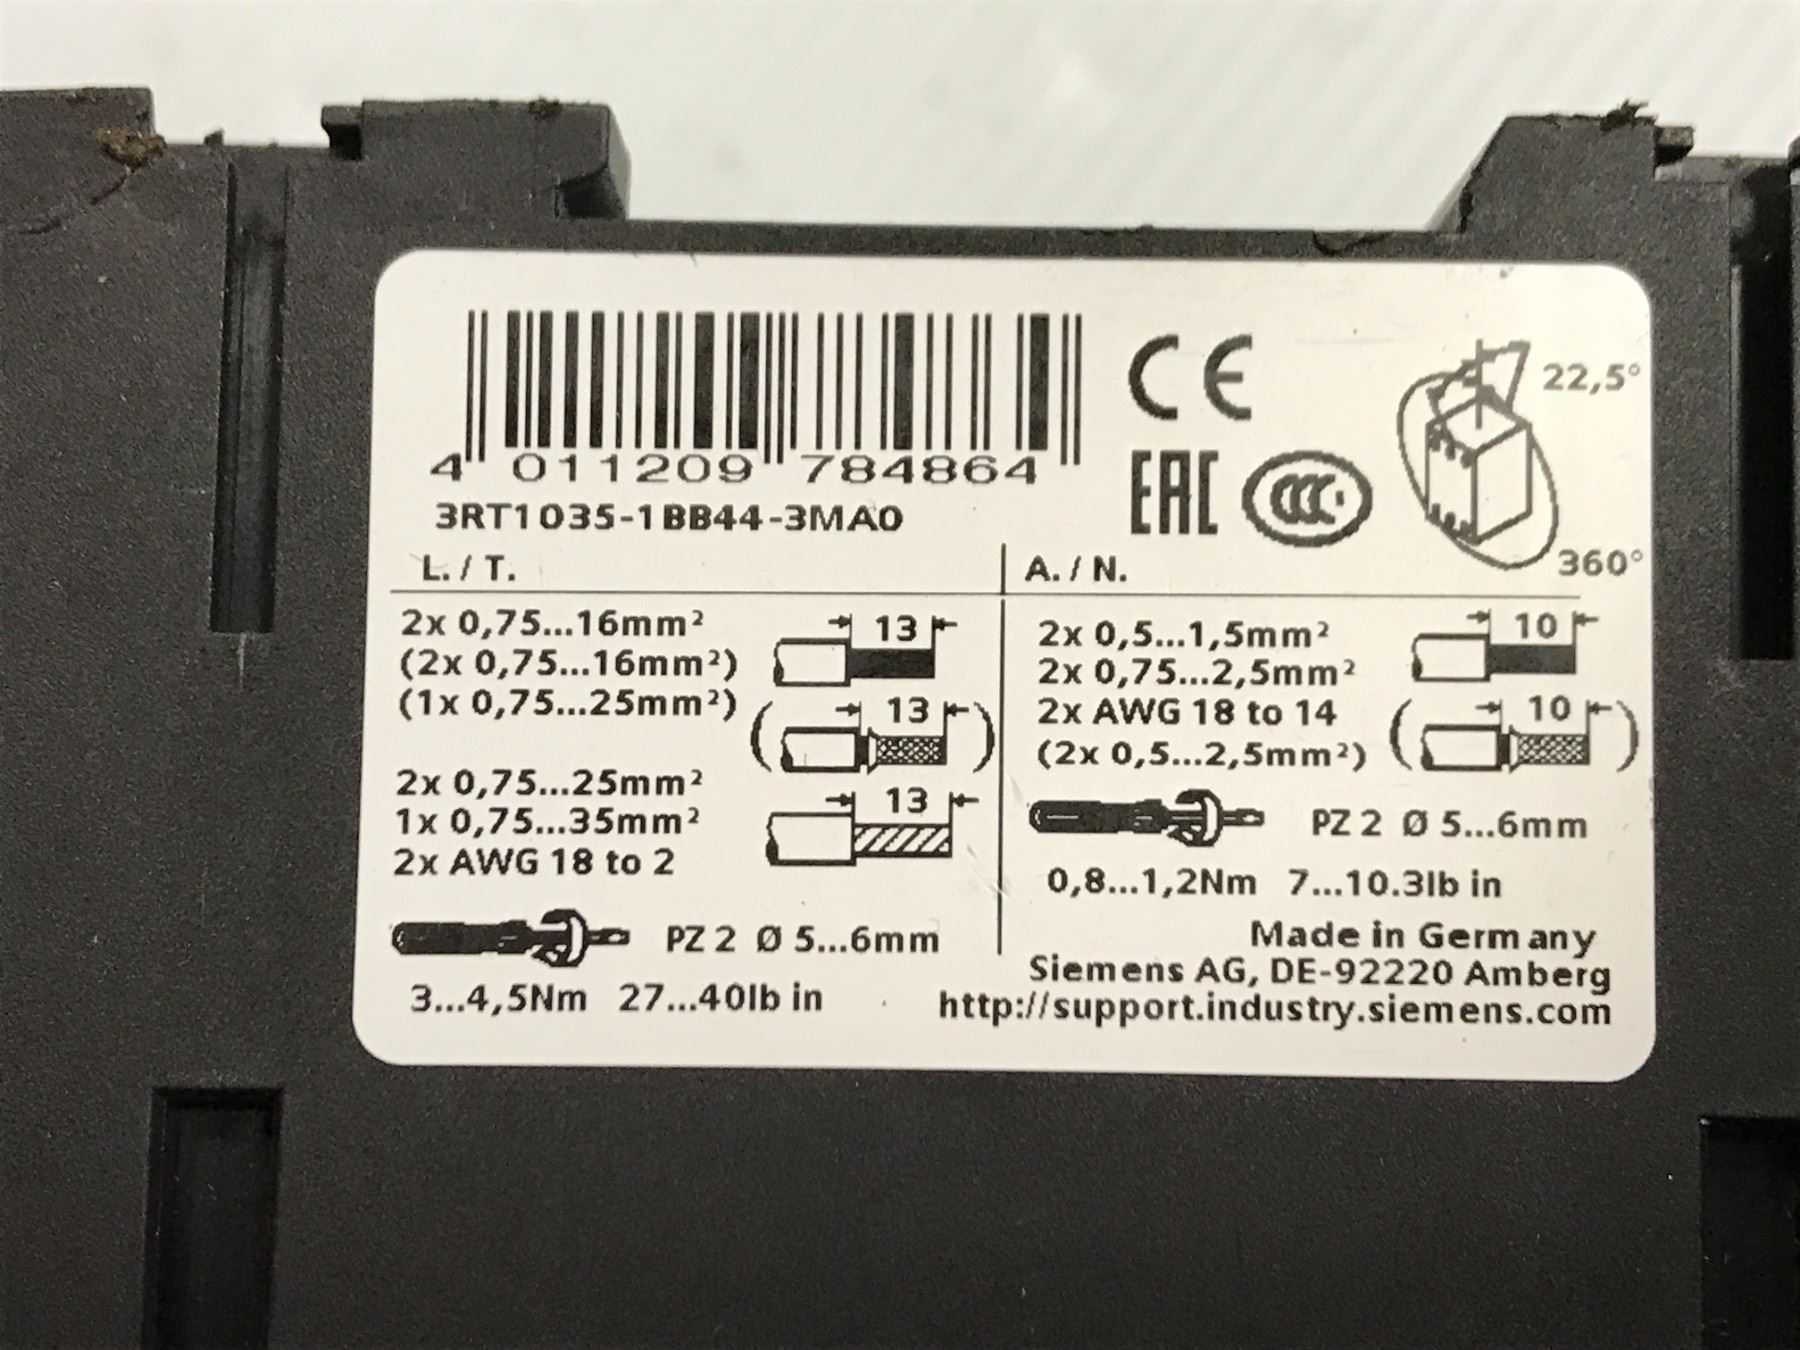 4 011209 784864
3RT1035-1BB44-3MA0
CE
EAC
CCC
22,5°
360°
L. / T.
2x 0,75...16mm²
13
(2x 0,75...16mm²)
(1x 0,75...25mm²)
( 13 )
2x 0,75...25mm²
1x 0,75...35mm²
13
2x AWG 18 to 2
PZ 2 Ø 5...6mm
3...4,5Nm 27...40lb in
A. / N.
2x 0,5...1,5mm²
10
2x 0,75...2,5mm²
2x AWG 18 to 14
( 10 )
(2x 0,5...2,5mm²)
PZ 2 Ø 5...6mm
0,8...1,2Nm 7...10.3lb in
Made in Germany
Siemens AG, DE-92220 Amberg
http://support.industry.siemens.com